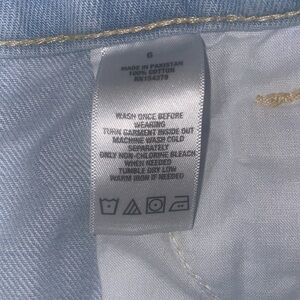 6
MADE IN PAKISTAN
100% COTTON
RN154279
WASH ONCE BEFORE
WEARING
TURN GARMENT INSIDE OUT
MACHINE WASH COLD
SEPARATELY
ONLY NON-CHLORINE BLEACH
WHEN NEEDED
TUMBLE DRY LOW
WARM IRON IF NEEDED